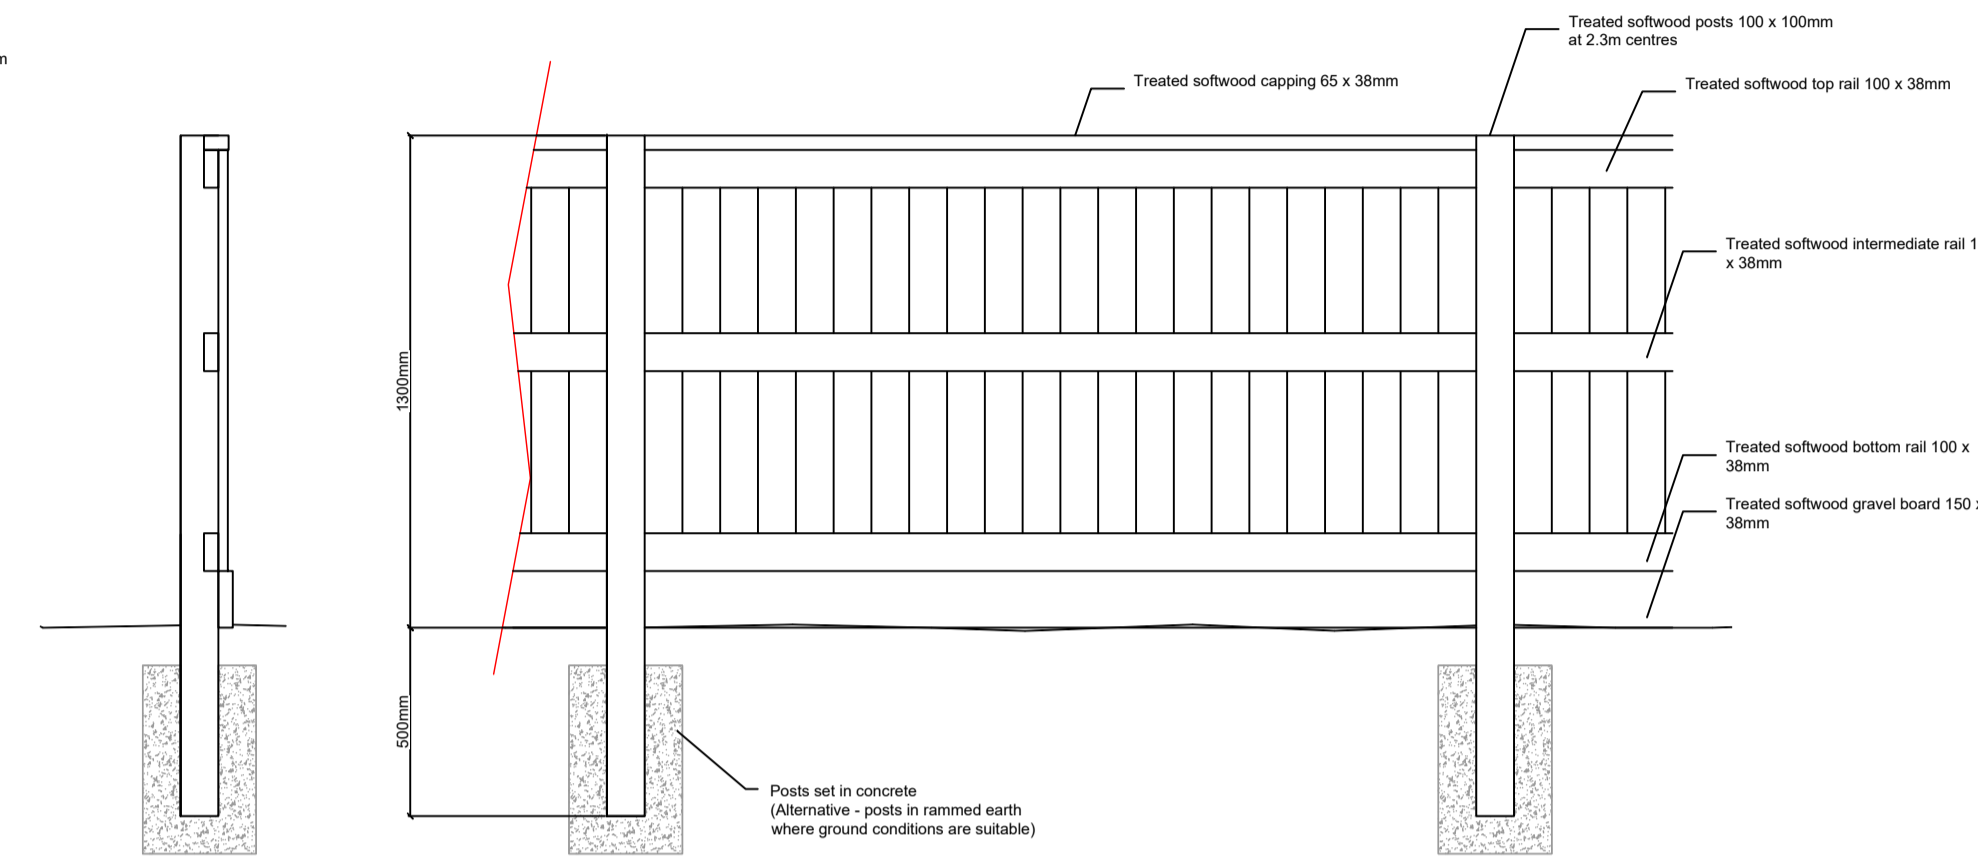 m
Treated softwood posts 100 x 100mm
at 2.3m centres
Treated softwood capping 65 x 38mm
Treated softwood top rail 100 x 38mm
Treated softwood intermediate rail 1
x 38mm
1300mm
Treated softwood bottom rail 100 x
38mm
Treated softwood gravel board 150 x
38mm
500mm
Posts set in concrete
(Alternative - posts in rammed earth
where ground conditions are suitable)